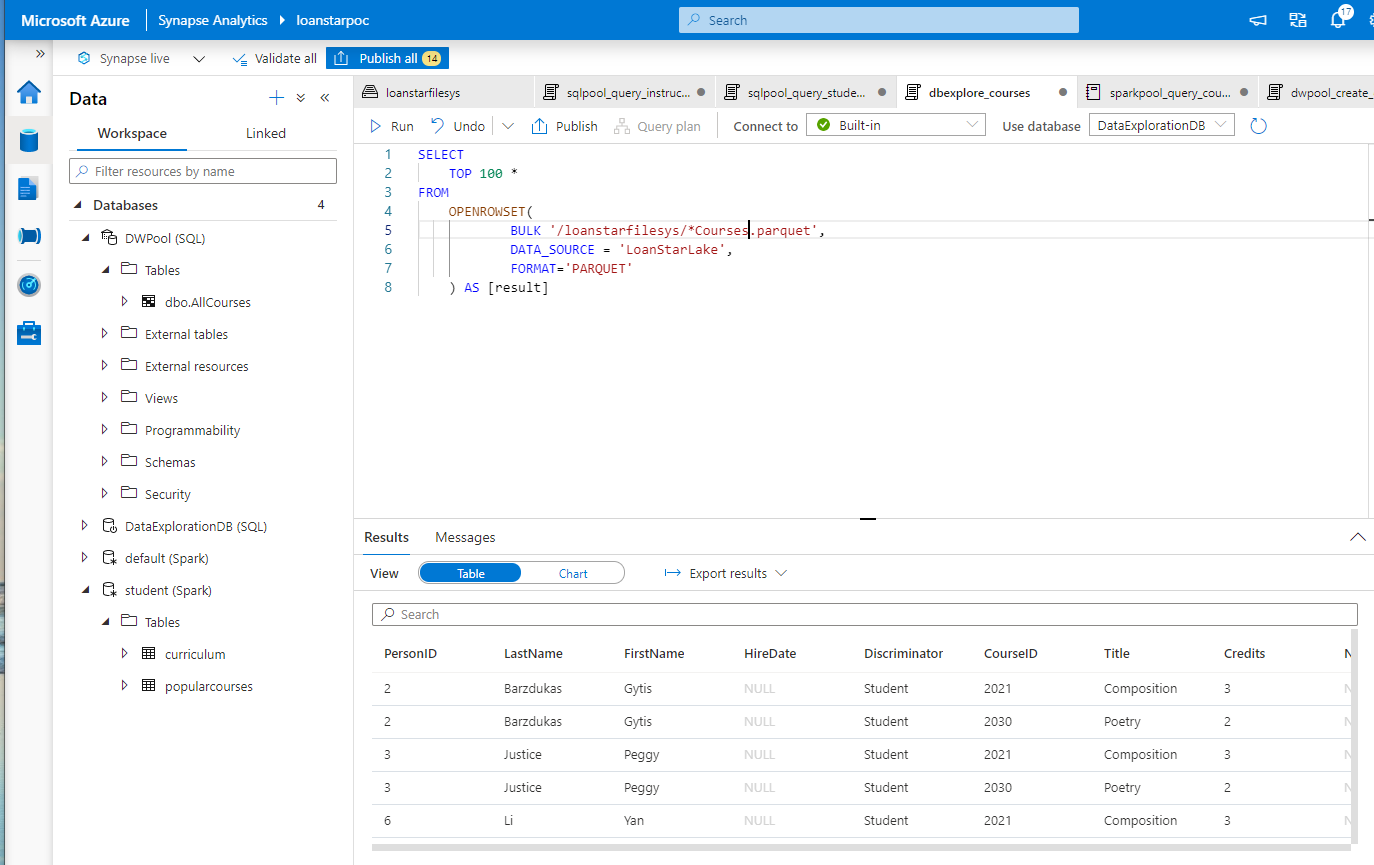 Microsoft Azure Synapse Analytics loanstarpoc Search 17
Synapse live Validate all Publish all 14
Data
Workspace Linked
Filter resources by name
Databases 4
DWPool (SQL)
Tables
dbo.AllCourses
External tables
External resources
Views
Programmability
Schemas
Security
DataExplorationDB (SQL)
default (Spark)
student (Spark)
Tables
curriculum
popularcourses
loanstarfilesys sqlpool_query_instruc... sqlpool_query_stude... dbexplore_courses sparkpool_query_cou... dwpool_create_
Run Undo Publish Query plan Connect to Built-in Use database DataExplorationDB
1 SELECT
2 TOP 100 *
3 FROM
4 OPENROWSET(
5 BULK '/loanstarfilesys/*Courses.parquet',
6 DATA_SOURCE = 'LoanStarLake',
7 FORMAT='PARQUET'
8 ) AS [result]
Results Messages
View Table Chart Export results
Search
PersonID LastName FirstName HireDate Discriminator CourseID Title Credits
2 Barzdukas Gytis NULL Student 2021 Composition 3
2 Barzdukas Gytis NULL Student 2030 Poetry 2
3 Justice Peggy NULL Student 2021 Composition 3
3 Justice Peggy NULL Student 2030 Poetry 2
6 Li Yan NULL Student 2021 Composition 3